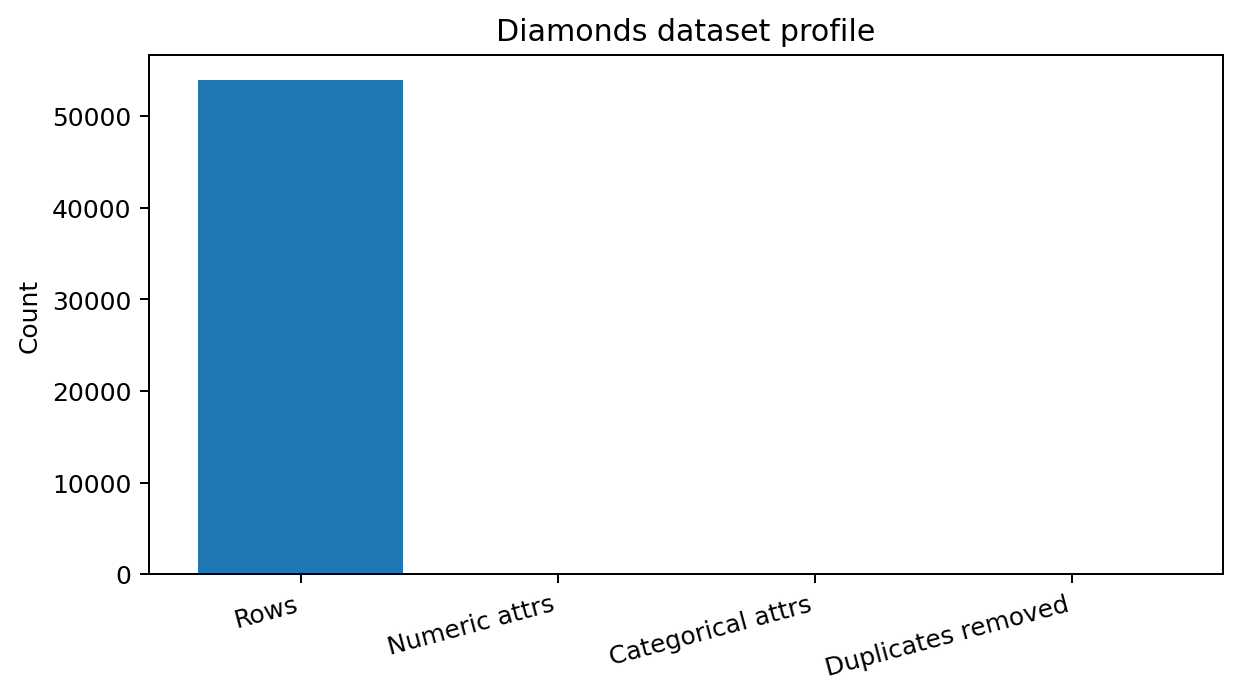 Diamonds dataset profile
Count
50000
40000
30000
20000
10000
0
Rows
Numeric attrs
Categorical attrs
Duplicates removed